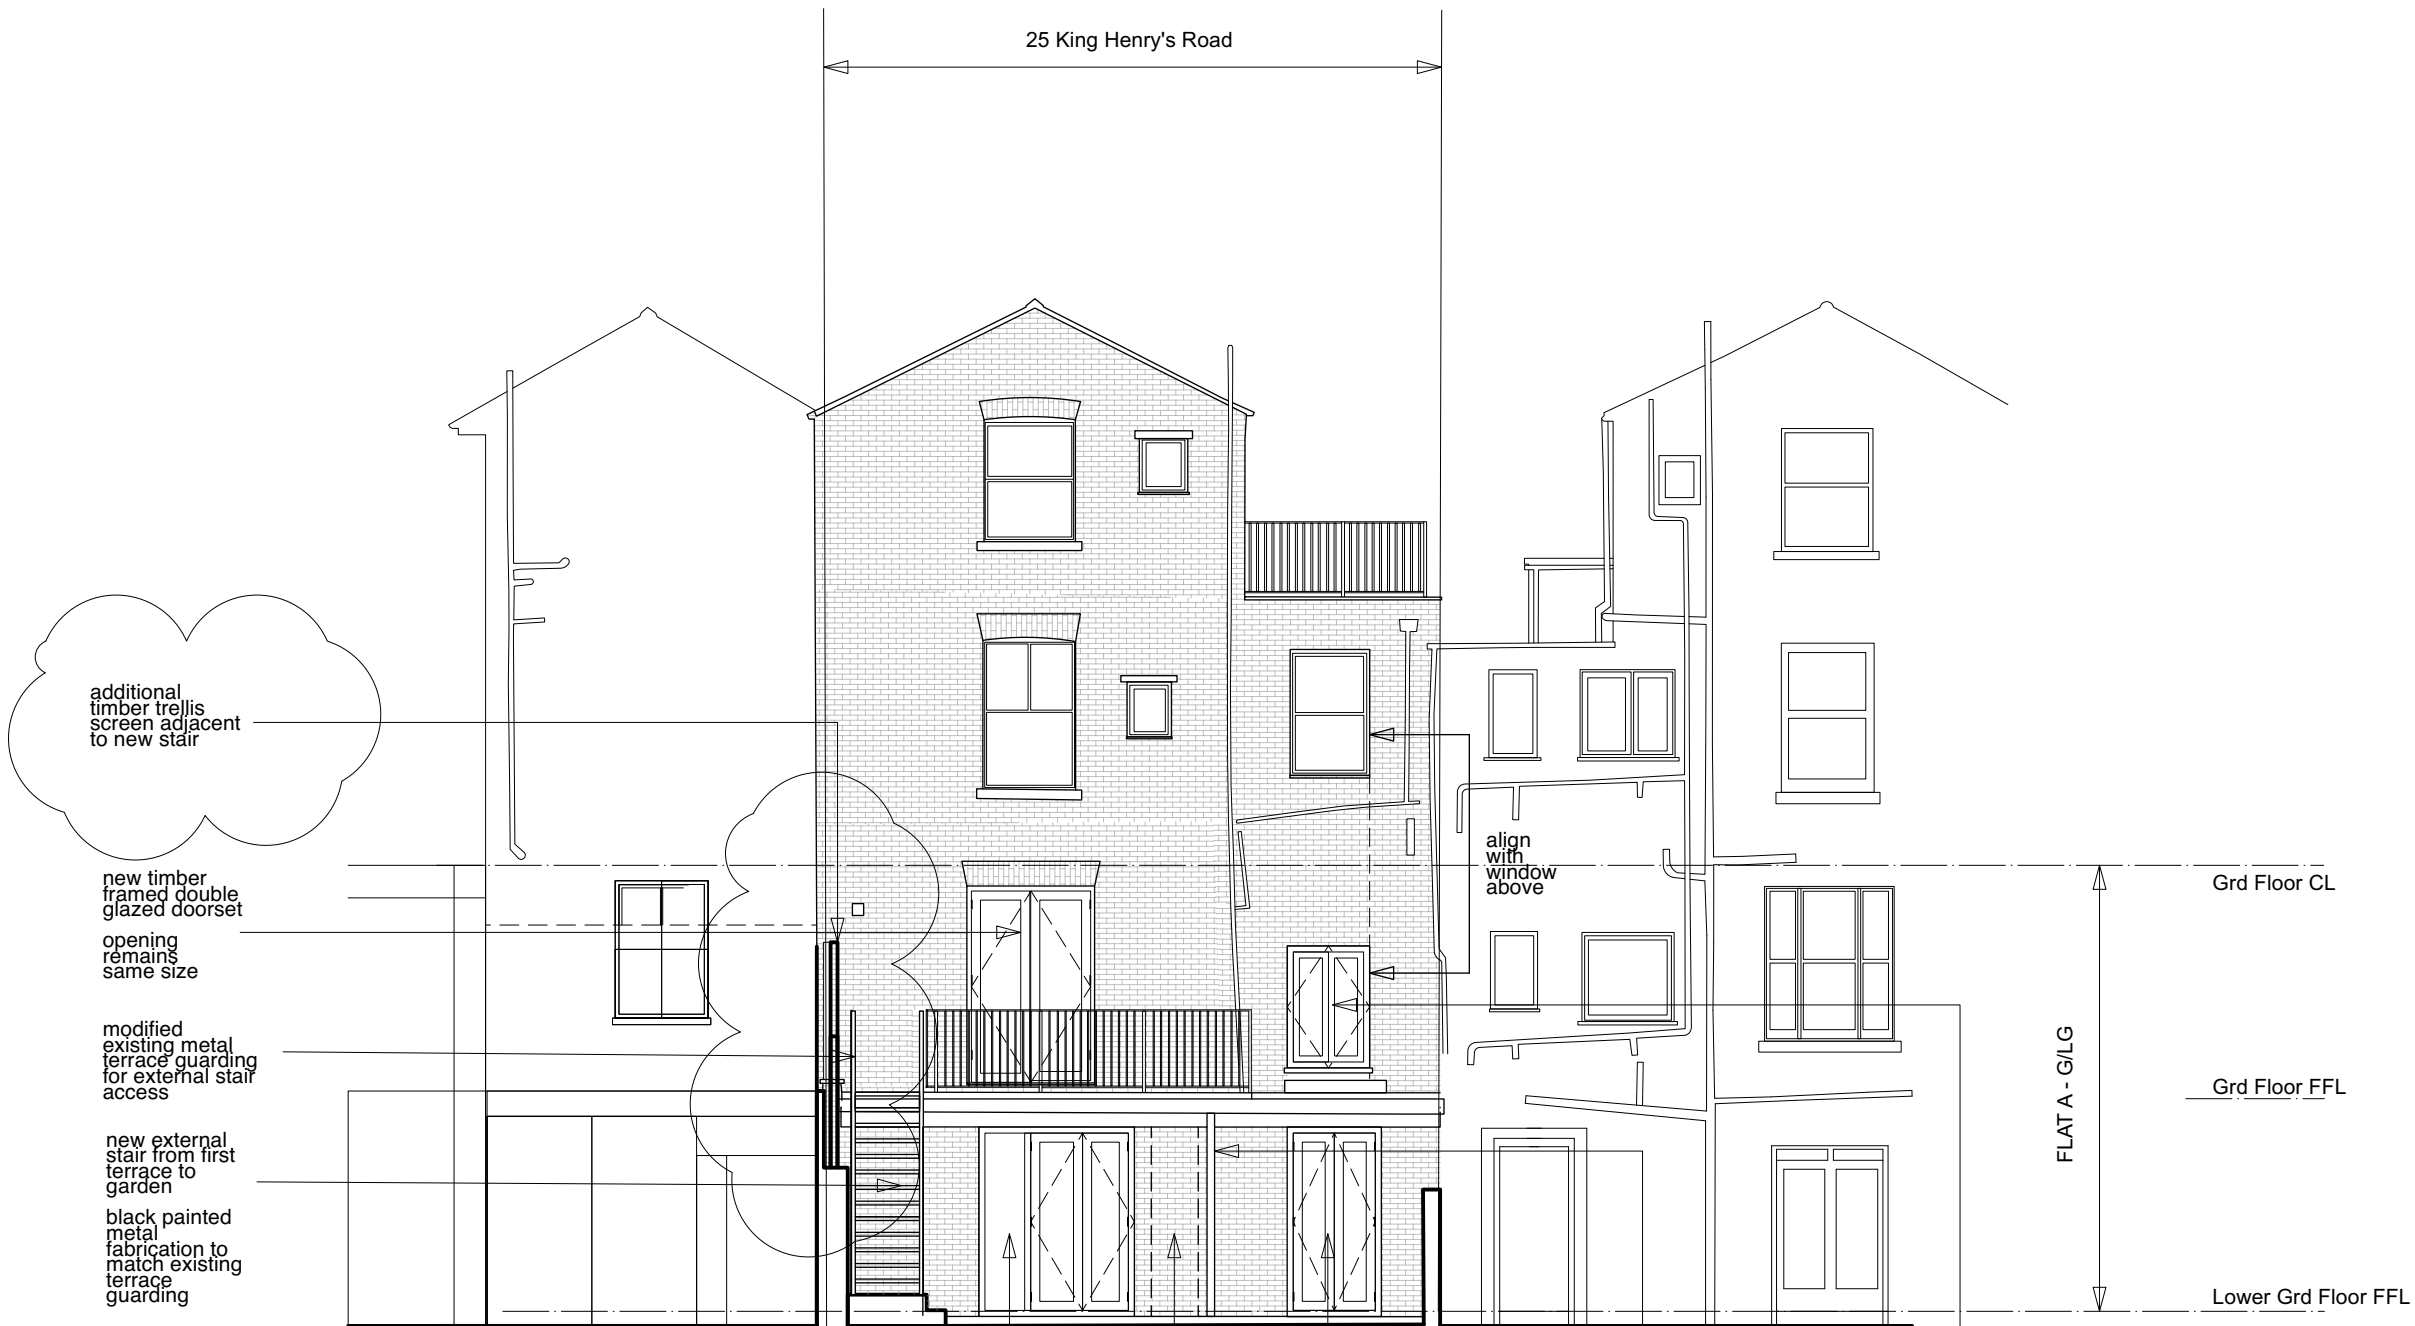 25 King Henry's Road
additional
timber trellis
screen adjacent
to new stair
new timber
framed double
glazed doorset
opening
remains
same size
modified
existing metal
terrace guarding
for external stair
access
new external
stair from first
terrace to
garden
black painted
metal
fabrication to
match existing
terrace
guarding
align
with
window
above
Grd Floor CL
FLAT A - G/LG
Grd Floor FFL
Lower Grd Floor FFL